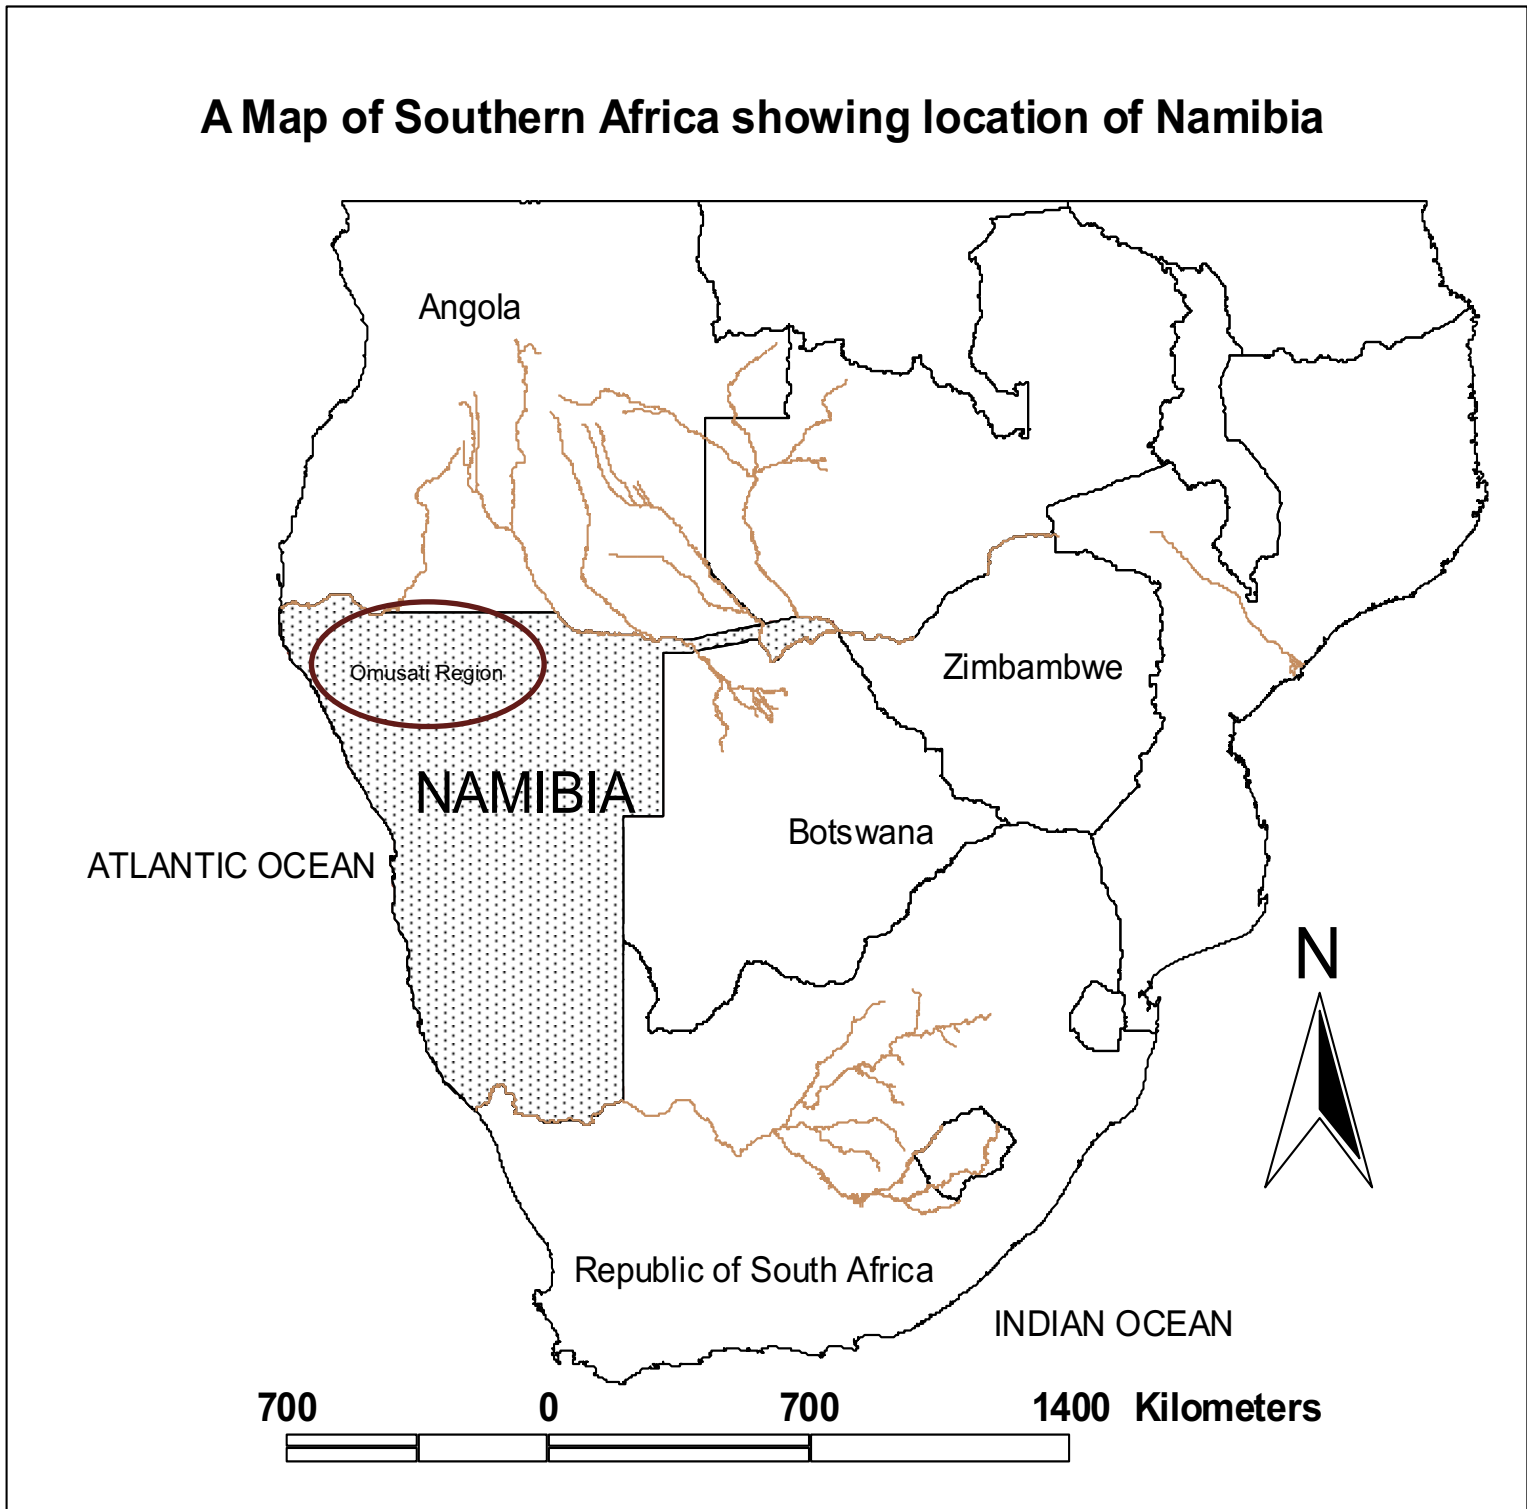 A Map of Southern Africa showing location of Namibia
Angola
Omusati Region
Zimbambwe
NAMIBIA
Botswana
ATLANTIC OCEAN
N
Republic of South Africa
INDIAN OCEAN
700 0 700 1400 Kilometers